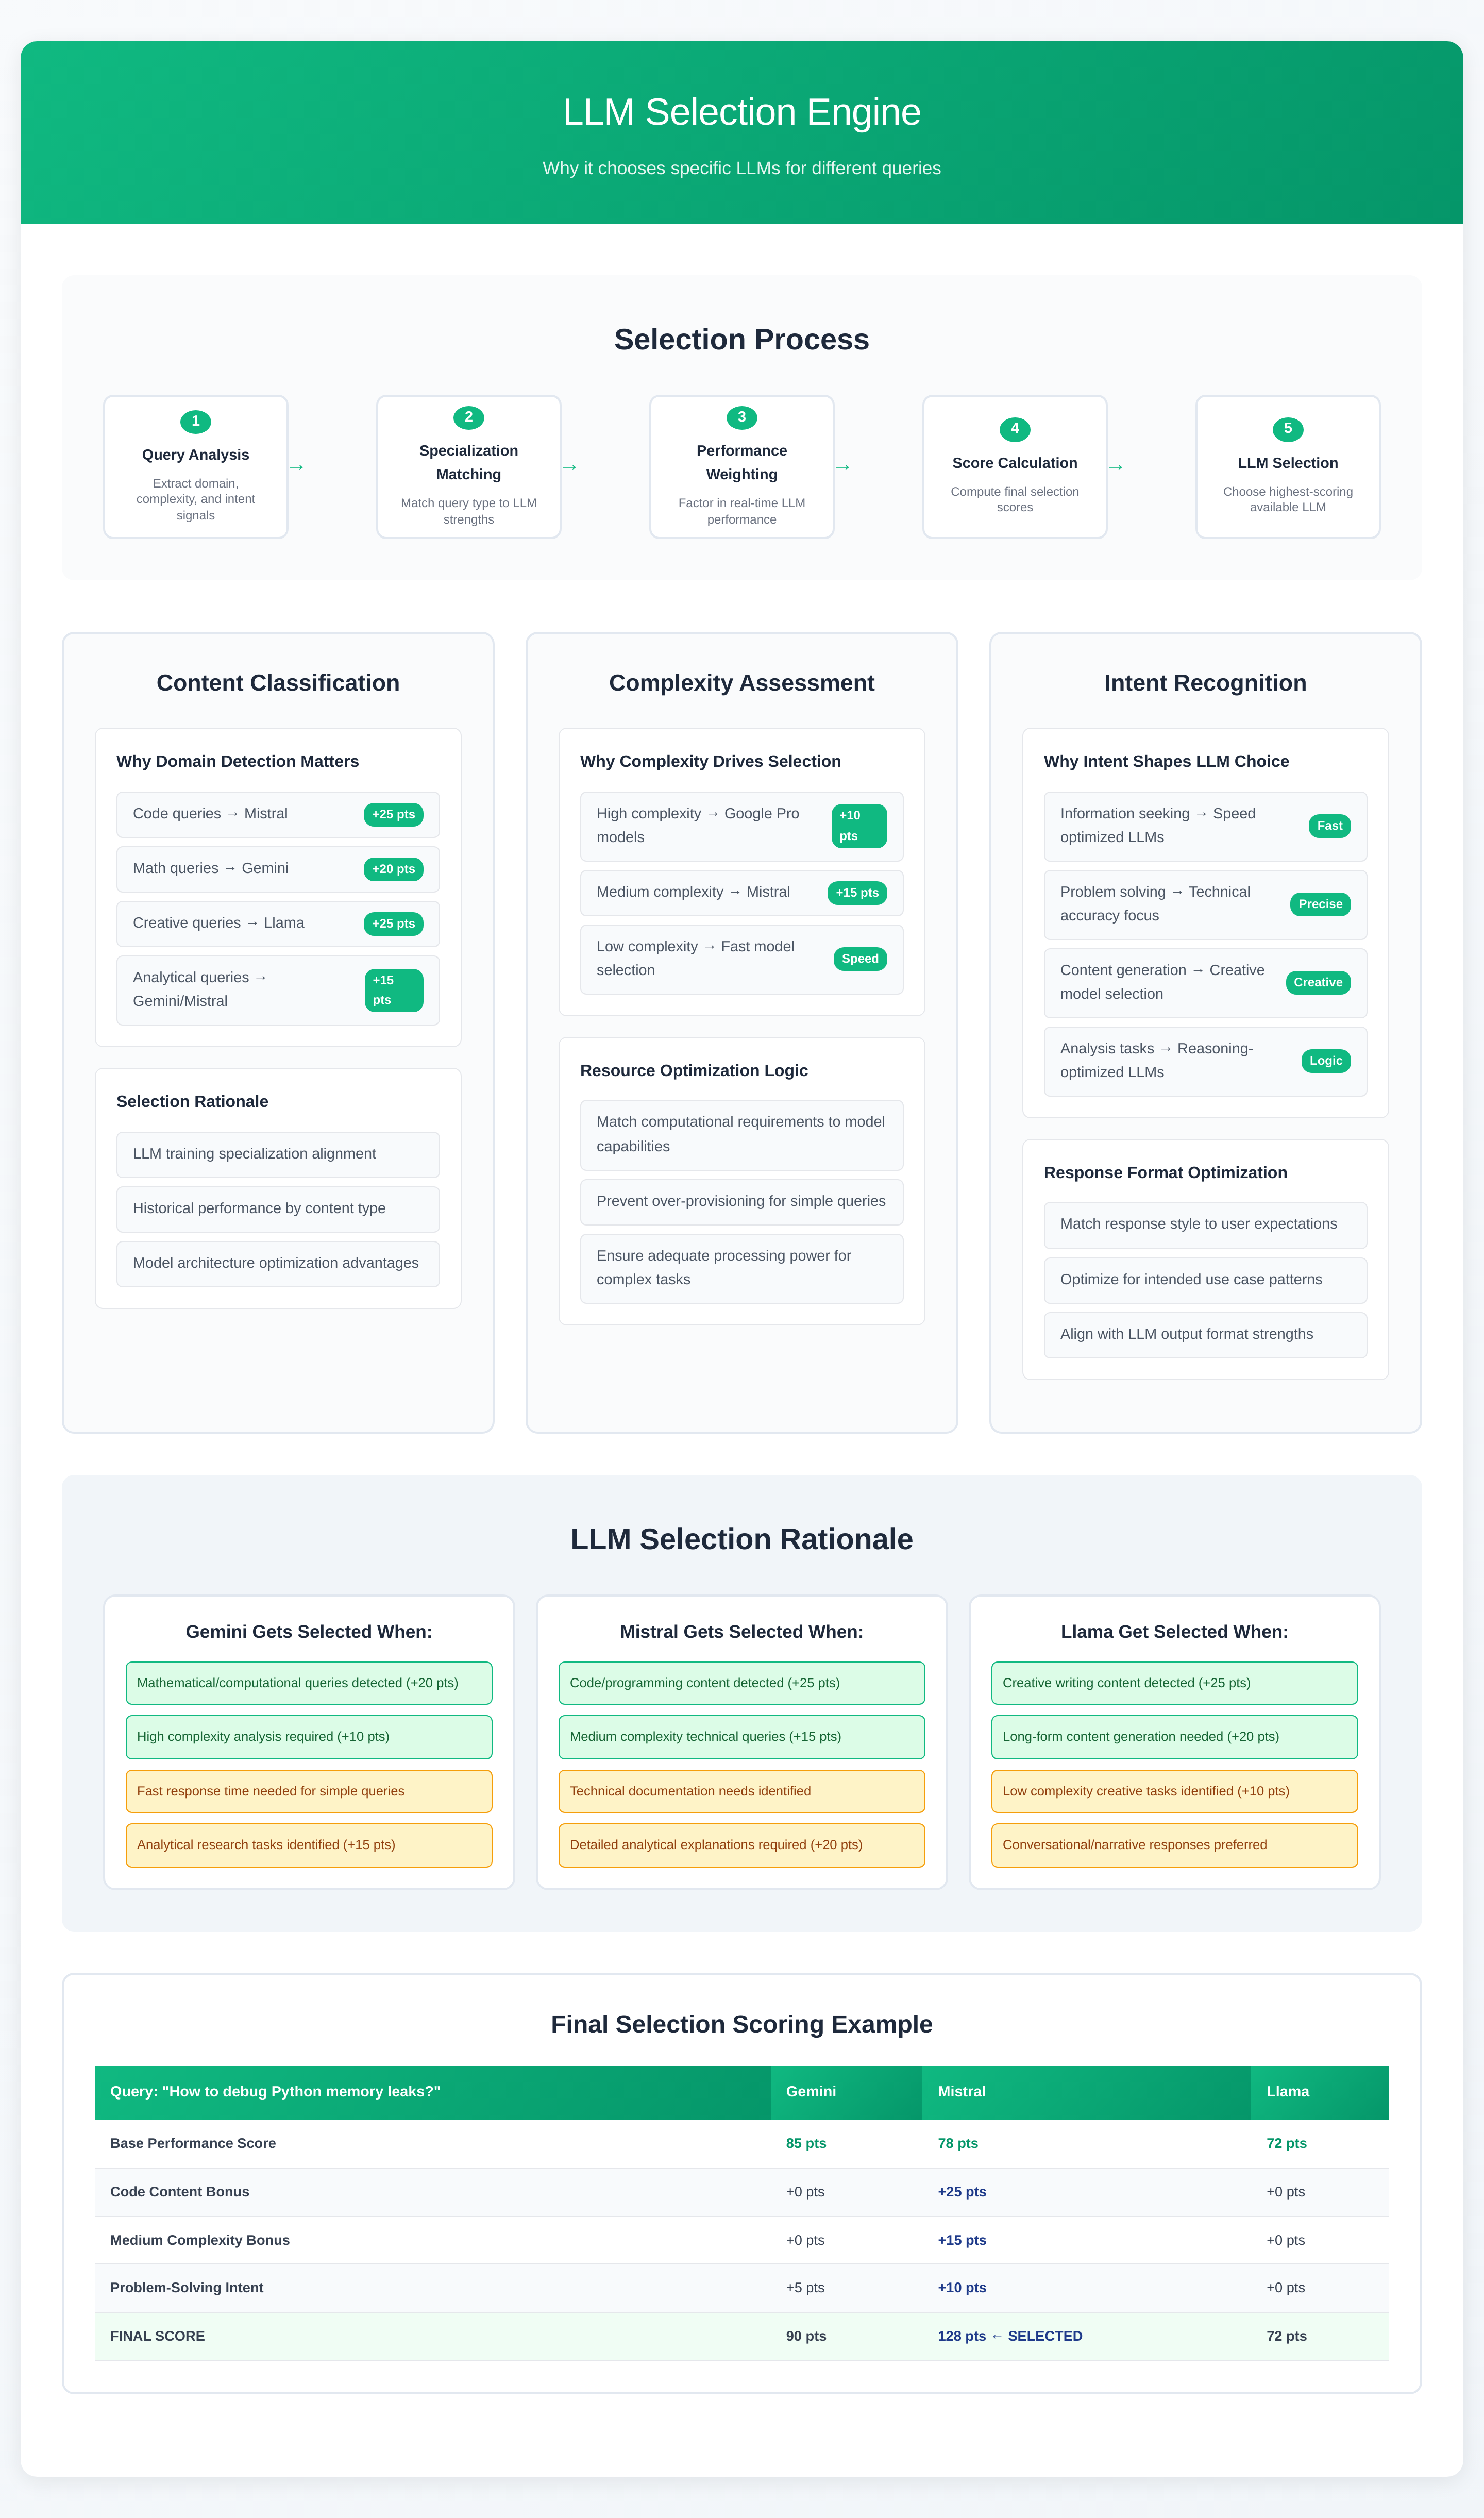 LLM Selection Engine
Why it chooses specific LLMs for different queries
Selection Process
1
Query Analysis
Extract domain,
complexity, and intent
signals
→
2
Specialization
Matching
Match query type to LLM
strengths
→
3
Performance
Weighting
Factor in real-time LLM
performance
→
4
Score Calculation
Compute final selection
scores
→
5
LLM Selection
Choose highest-scoring
available LLM
Content Classification
Why Domain Detection Matters
Code queries → Mistral +25 pts
Math queries → Gemini +20 pts
Creative queries → Llama +25 pts
Analytical queries →
Gemini/Mistral
+15
pts
Selection Rationale
LLM training specialization alignment
Historical performance by content type
Model architecture optimization advantages
Complexity Assessment
Why Complexity Drives Selection
High complexity → Google Pro
models
+10
pts
Medium complexity → Mistral +15 pts
Low complexity → Fast model
selection
Speed
Resource Optimization Logic
Match computational requirements to model
capabilities
Prevent over-provisioning for simple queries
Ensure adequate processing power for
complex tasks
Intent Recognition
Why Intent Shapes LLM Choice
Information seeking → Speed
optimized LLMs
Fast
Problem solving → Technical
accuracy focus
Precise
Content generation → Creative
model selection
Creative
Analysis tasks → Reasoning-
optimized LLMs
Logic
Response Format Optimization
Match response style to user expectations
Optimize for intended use case patterns
Align with LLM output format strengths
LLM Selection Rationale
Gemini Gets Selected When:
Mathematical/computational queries detected (+20 pts)
High complexity analysis required (+10 pts)
Fast response time needed for simple queries
Analytical research tasks identified (+15 pts)
Mistral Gets Selected When:
Code/programming content detected (+25 pts)
Medium complexity technical queries (+15 pts)
Technical documentation needs identified
Detailed analytical explanations required (+20 pts)
Llama Get Selected When:
Creative writing content detected (+25 pts)
Long-form content generation needed (+20 pts)
Low complexity creative tasks identified (+10 pts)
Conversational/narrative responses preferred
Final Selection Scoring Example
Query: "How to debug Python memory leaks?" Gemini Mistral Llama
Base Performance Score 85 pts 78 pts 72 pts
Code Content Bonus +0 pts +25 pts +0 pts
Medium Complexity Bonus +0 pts +15 pts +0 pts
Problem-Solving Intent +5 pts +10 pts +0 pts
FINAL SCORE 90 pts 128 pts ← SELECTED 72 pts